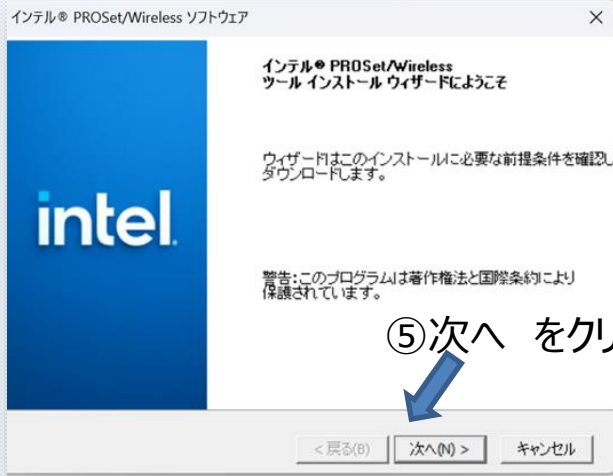 インテル® PROSet/Wireless ソフトウェア
インテル® PROSet/Wireless
ツール インストール ウィザードにようこそ
ウィザードはこのインストールに必要な前提条件を確認し
ダウンロードします。
intel.
警告:このプログラムは著作権法と国際条約により
保護されています。
⑤次へ をクリ
< 戻る(B) 次へ(N) > キャンセル